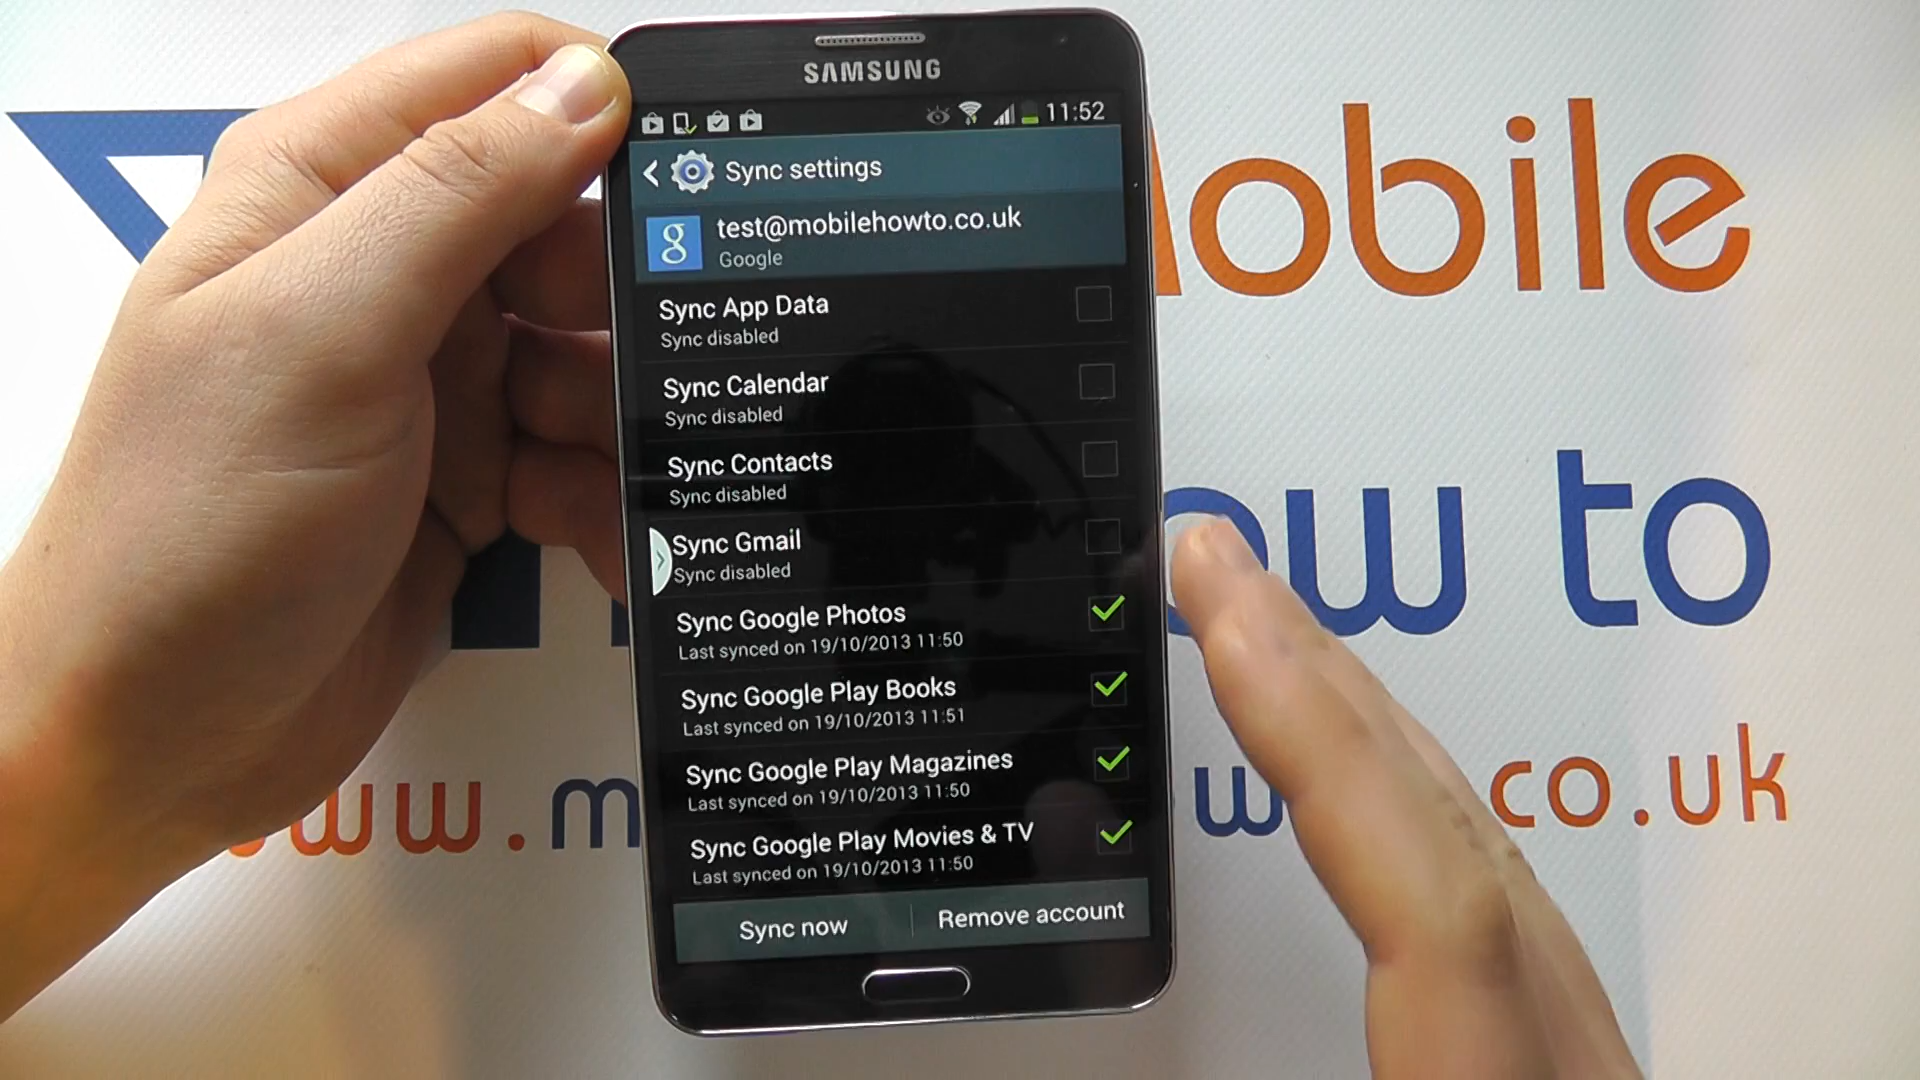 SAMSUNG
11:52
Sync settings
g
test@mobilehowto.co.uk
Google
Sync App Data
Sync disabled
Sync Calendar
Sync disabled
Sync Contacts
Sync disabled
Sync Gmail
Sync disabled
Sync Google Photos
Last synced on 19/10/2013 11:50
Sync Google Play Books
Last synced on 19/10/2013 11:51
Sync Google Play Magazines
Last synced on 19/10/2013 11:50
Sync Google Play Movies & TV
Last synced on 19/10/2013 11:50
Sync now
Remove account
Mobile
ow to
ww.m w .co.uk